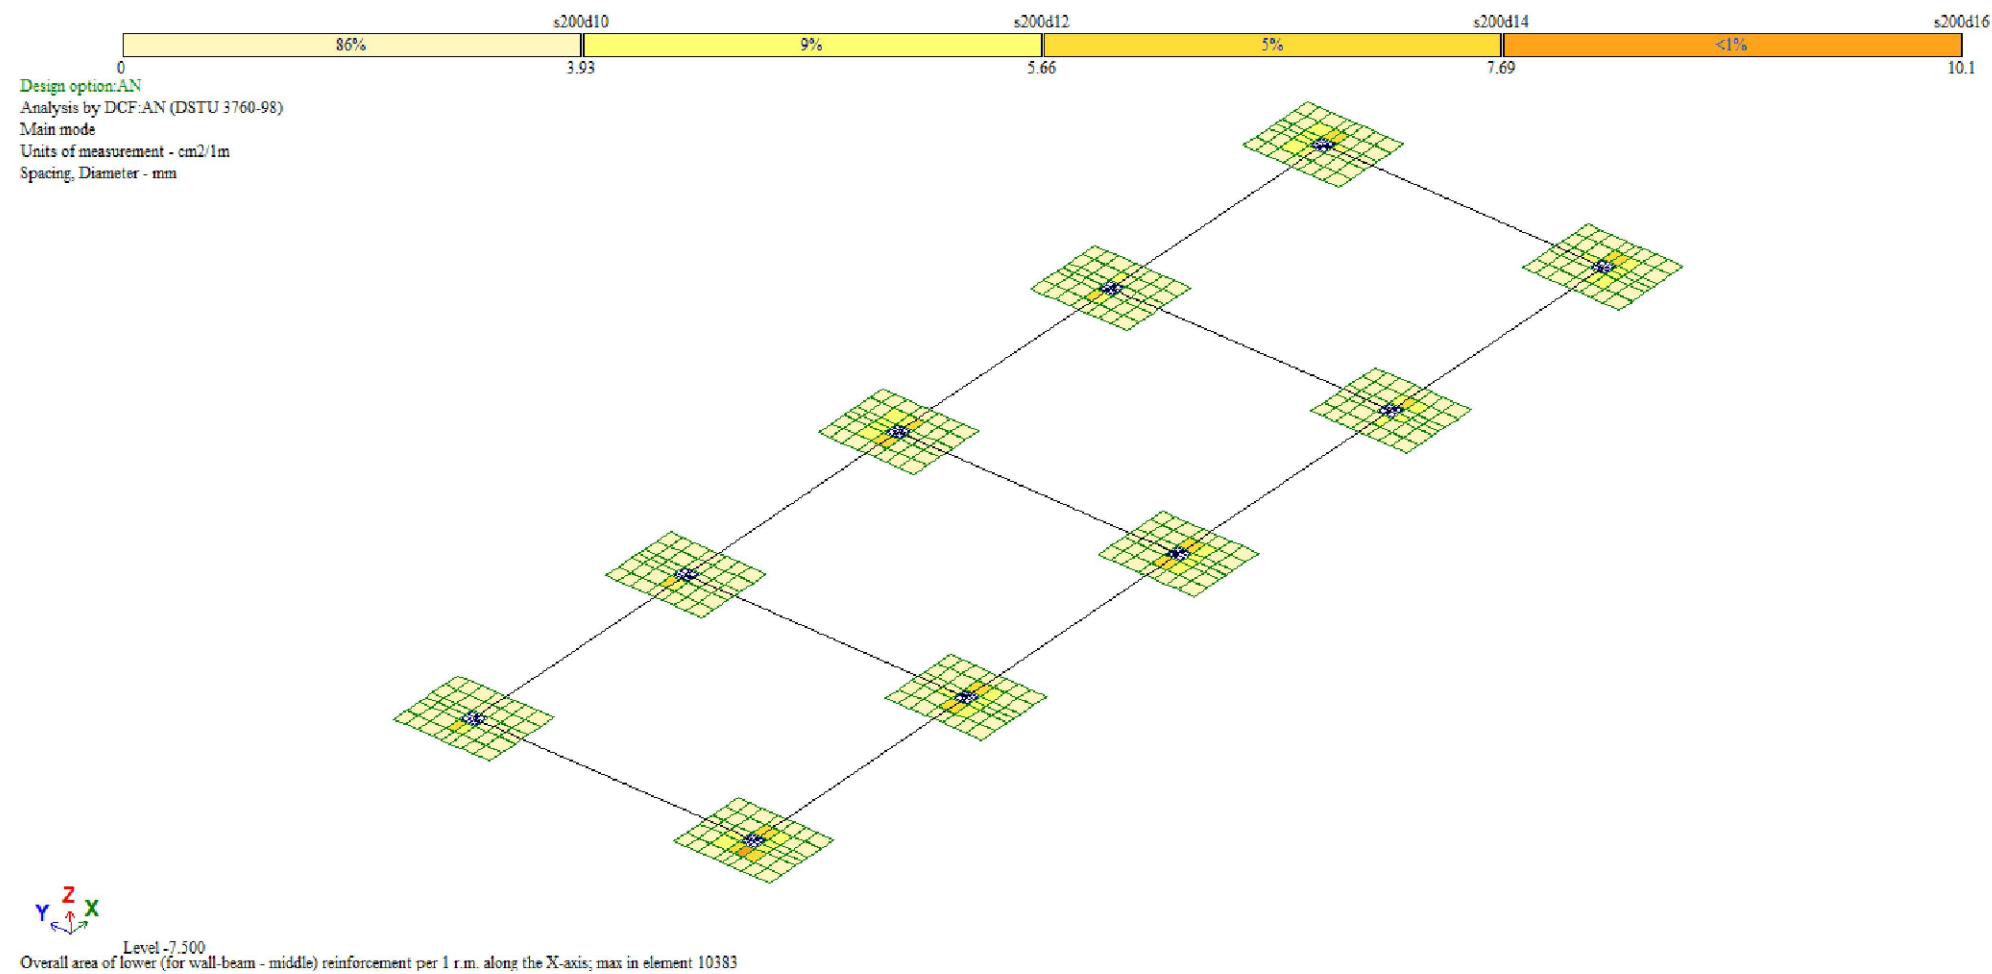 s200d10 s200d12 s200d14 s200d16
86% 9% 5% <1%
0 3.93 5.66 7.69 10.1
Design option:AN
Analysis by DCF:AN (DSTU 3760-98)
Main mode
Units of measurement - cm2/1m
Spacing, Diameter - mm
Z
Y X
Level -7.500
Overall area of lower (for wall-beam - middle) reinforcement per 1 r.m. along the X-axis; max in element 10383